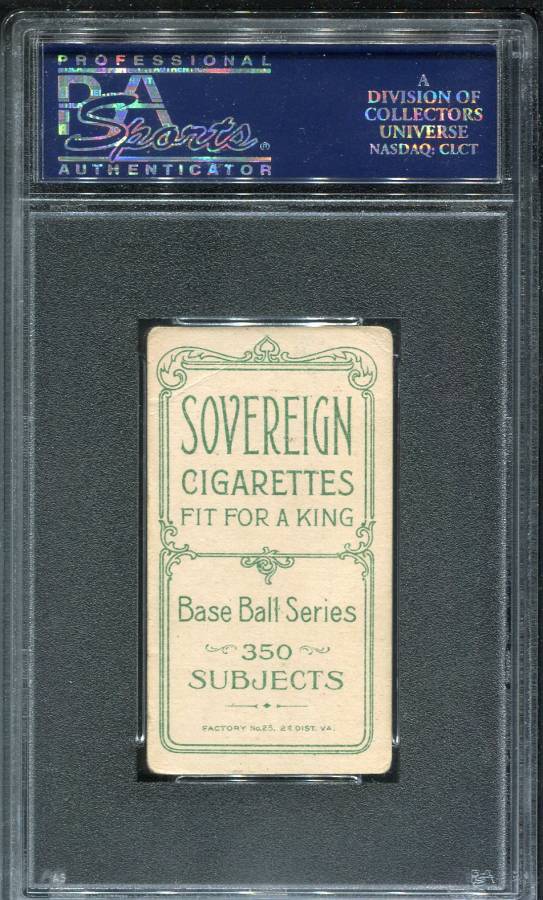 PROFESSIONAL
PSA
Sports®
AUTHENTICATOR
A
DIVISION OF
COLLECTORS
UNIVERSE
NASDAQ: CLCT
SOVEREIGN
CIGARETTES
FIT FOR A KING
Base Ball Series
350
SUBJECTS
FACTORY No. 25, 2d DIST. VA.